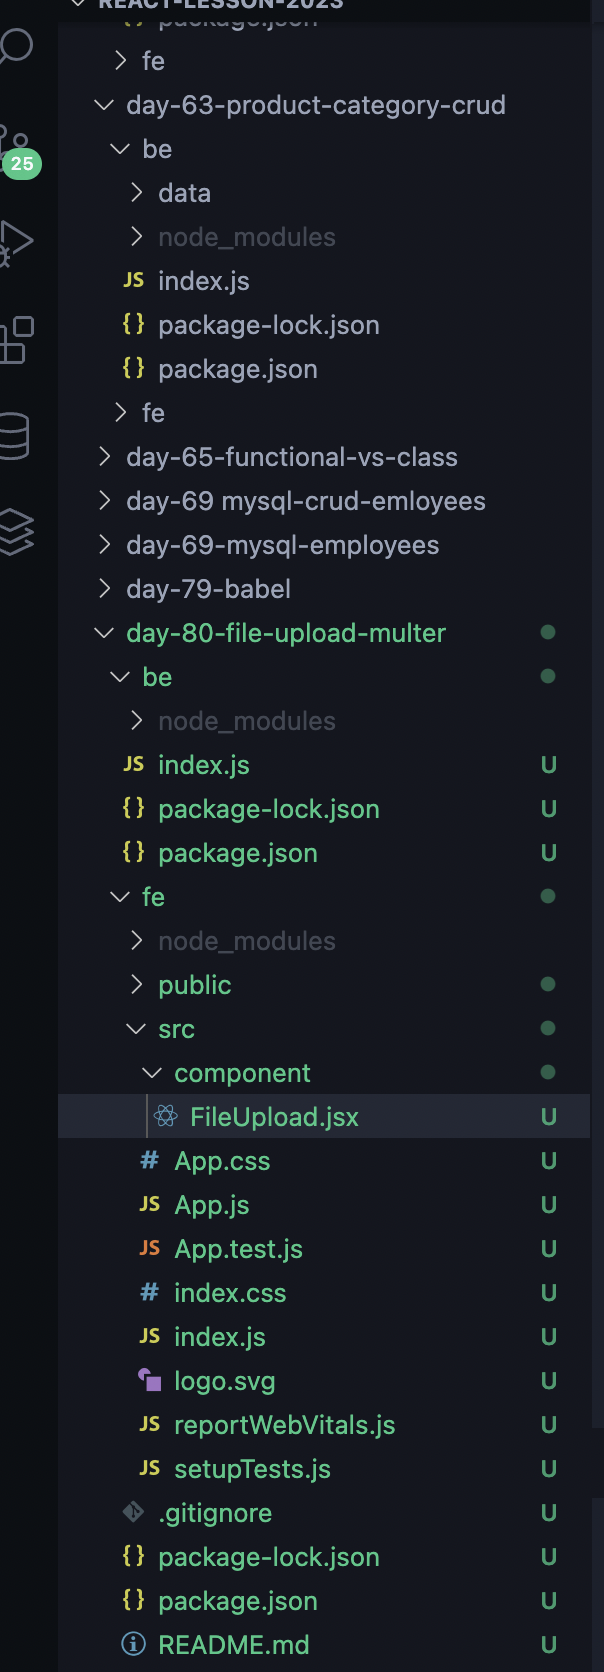 REACT-LESSON-2023
{} package.json
fe
day-63-product-category-crud
be
25
data
node_modules
JS index.js
{} package-lock.json
{} package.json
fe
day-65-functional-vs-class
day-69 mysql-crud-emloyees
day-69-mysql-employees
day-79-babel
day-80-file-upload-multer
be
node_modules
JS index.js U
{} package-lock.json U
{} package.json U
fe
node_modules
public
src
component
FileUpload.jsx U
# App.css U
JS App.js U
JS App.test.js U
# index.css U
JS index.js U
logo.svg U
JS reportWebVitals.js U
JS setupTests.js U
.gitignore U
{} package-lock.json U
{} package.json U
README.md U